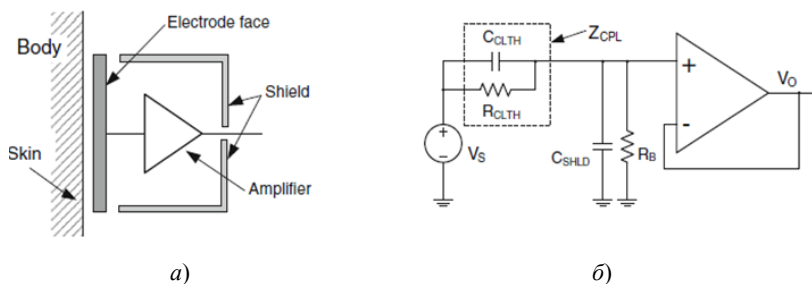 Electrode face
Body
Shield
Skin
Amplifier
а)
C_CLTH
Z_CPL
R_CLTH
V_S
C_SHLD
R_B
V_O
+
-
+
−
б)